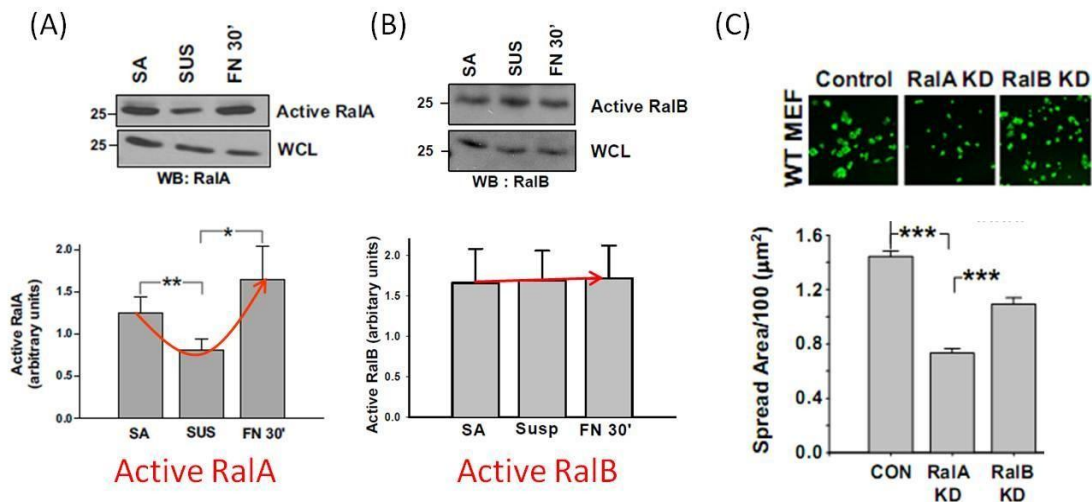 (A)
SA SUS FN 30'
25 Active RalA
25 WCL
WB: RalA
* 
**
2.0
1.5
1.0
0.5
0.0
Active RalA
(arbitrary units)
SA SUS FN 30'
Active RalA
(B)
SA SUS FN 30'
25 Active RalB
25 WCL
WB : RalB
2.0
1.5
1.0
0.5
0.0
Active RalB (arbitary units)
SA Susp FN 30'
Active RalB
(C)
Control RalA KD RalB KD
WT MEF
1.6
1.2
0.8
0.4
0.0
Spread Area/100 (µm²)
***
***
CON RalA KD RalB KD